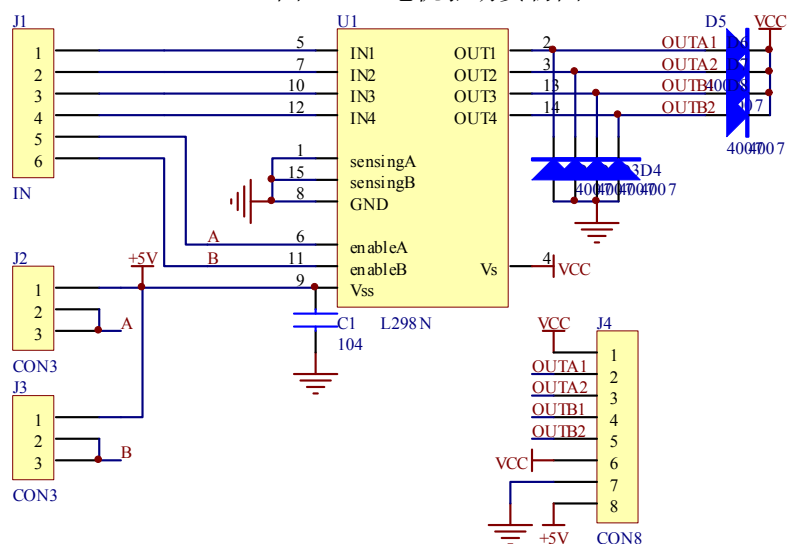 J1
1
2
3
4
5
6
IN
J2
1
2
3
CON3
J3
1
2
3
CON3
+5V
A
B
A
B
U1
5 IN1
7 IN2
10 IN3
12 IN4
1 sensingA
15 sensingB
8 GND
6 enableA
11 enableB
9 Vss
OUT1 2
OUT2 3
OUT3 13
OUT4 14
Vs 4
VCC
L298N
C1
104
D5
VCC
OUTA1
OUTA2
OUTB2
D4
4007
4007
J4
VCC
1
OUTA1 2
OUTA2 3
OUTB1 4
OUTB2 5
VCC 6
7
8
+5V
CON8